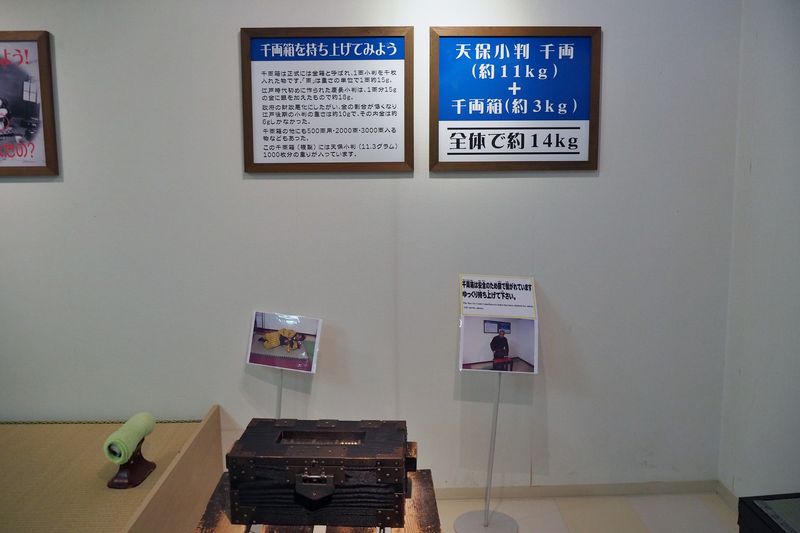 よう!
たの?
千両箱を持ち上げてみよう
千両箱は正式には金箱と呼ばれ、1両小判を千枚
入れた物です。「両」は重さの単位で1両約15g。
江戸時代初めに作られた慶長小判は、1両分15g
の金に銀を加えたもので約18g。
政府の財政悪化にしたがい、金の割合が低くなり
江戸後期の小判の重さは約10gで、その内金は約
6gしかなかった。
千両箱の他にも500両用・2000両・3000両入る
物などもあった。
この千両箱(複製)には天保小判(11.3グラム)
1000枚分の重りが入っています。
天保小判 千両
(約11kg)
+
千両箱(約3kg)
全体で約14kg
千両箱は安全のため鎖で繋がれています
ゆっくり持ち上げて下さい。